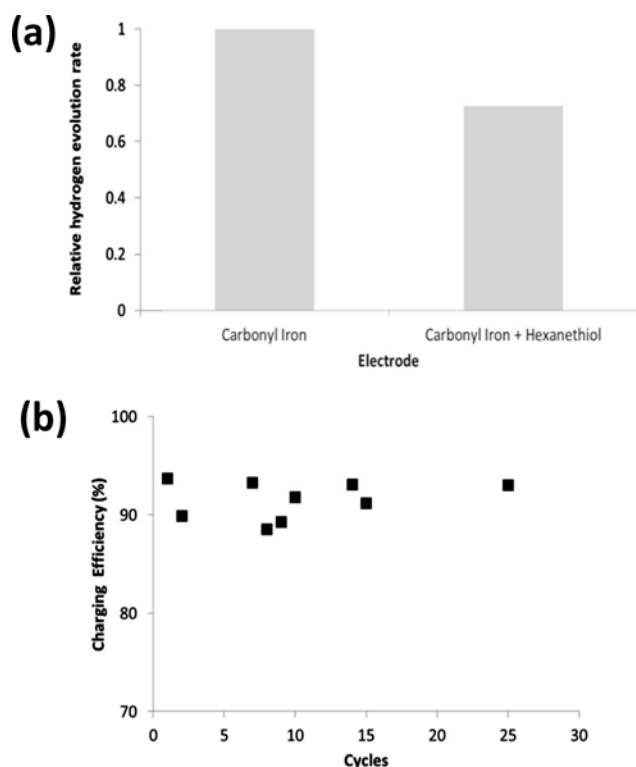 (a)
Relative hydrogen evolution rate
1
0.8
0.6
0.4
0.2
0
Carbonyl Iron
Carbonyl Iron + Hexanethiol
Electrode
(b)
Charging Efficiency (%)
100
90
80
70
0 5 10 15 20 25 30
Cycles